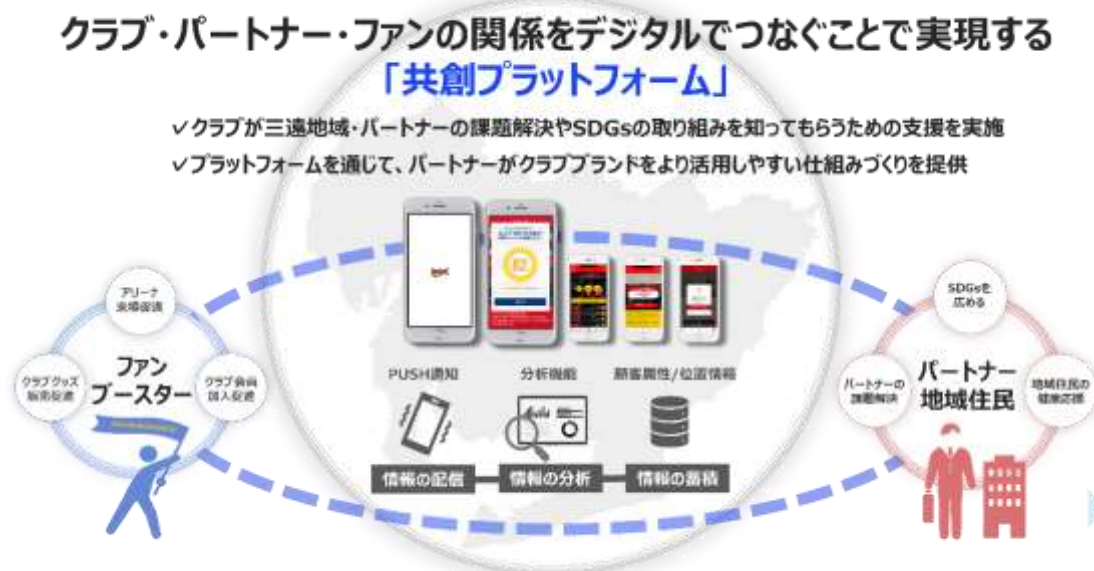 クラブ・パートナー・ファンの関係をデジタルでつなぐことで実現する
「共創プラットフォーム」
✓クラブが三遠地域・パートナーの課題解決やSDGsの取り組みを知ってもらうための支援を実施
✓プラットフォームを通じて、パートナーがクラブブランドをより活用しやすい仕組みづくりを提供
アリーナ
来場促進
クラブグッズ
販売促進
ファン
ブースター
クラブ会員
加入促進
PUSH通知
分析機能
顧客属性/位置情報
情報の配信
情報の分析
情報の蓄積
SDGsを
広める
パートナーの
課題解決
パートナー
地域住民
地域住民の
健康応援